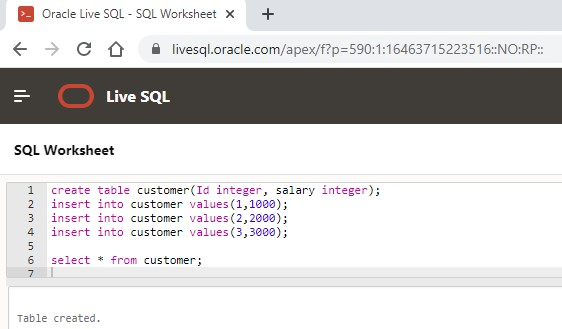 Oracle Live SQL - SQL Worksheet
livesql.oracle.com/apex/f?p=590:1:16463715223516::NO:RP::
Live SQL
SQL Worksheet
1 create table customer(Id integer, salary integer);
2 insert into customer values(1,1000);
3 insert into customer values(2,2000);
4 insert into customer values(3,3000);
5
6 select * from customer;
7
Table created.